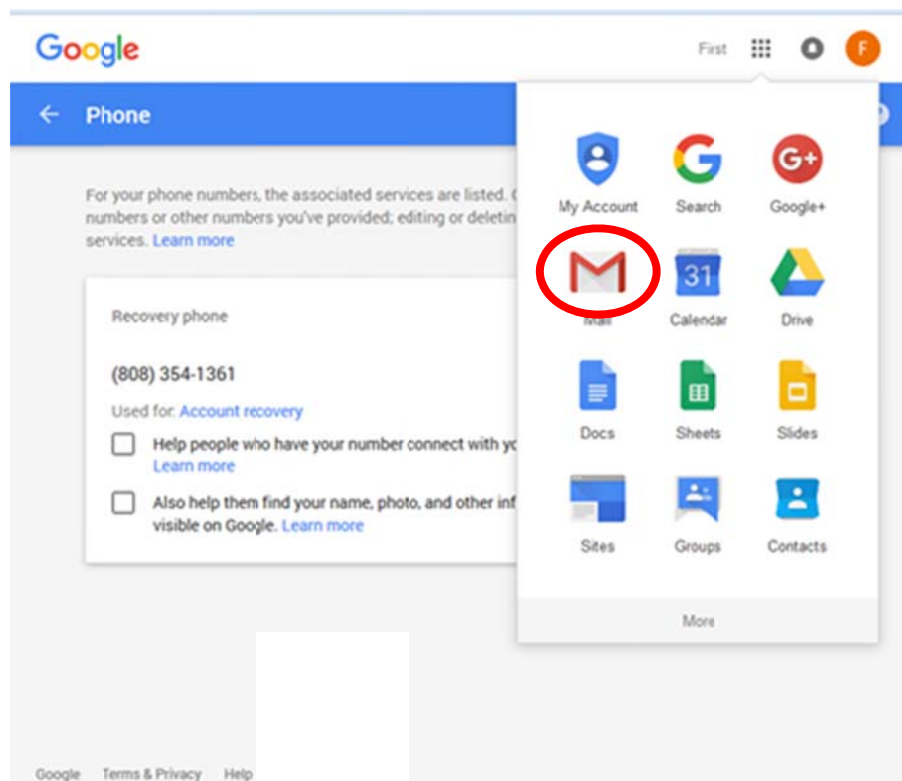 Google
First
F
Phone
For your phone numbers, the associated services are listed.
numbers or other numbers you've provided; editing or deletin
services. Learn more
Recovery phone
(808) 354-1361
Used for: Account recovery
Help people who have your number connect with yo
Learn more
Also help them find your name, photo, and other inf
visible on Google. Learn more
My Account Search G+ Google+
31
Mail Calendar Drive
Docs Sheets Slides
Sites Groups Contacts
More
Google Terms & Privacy Help